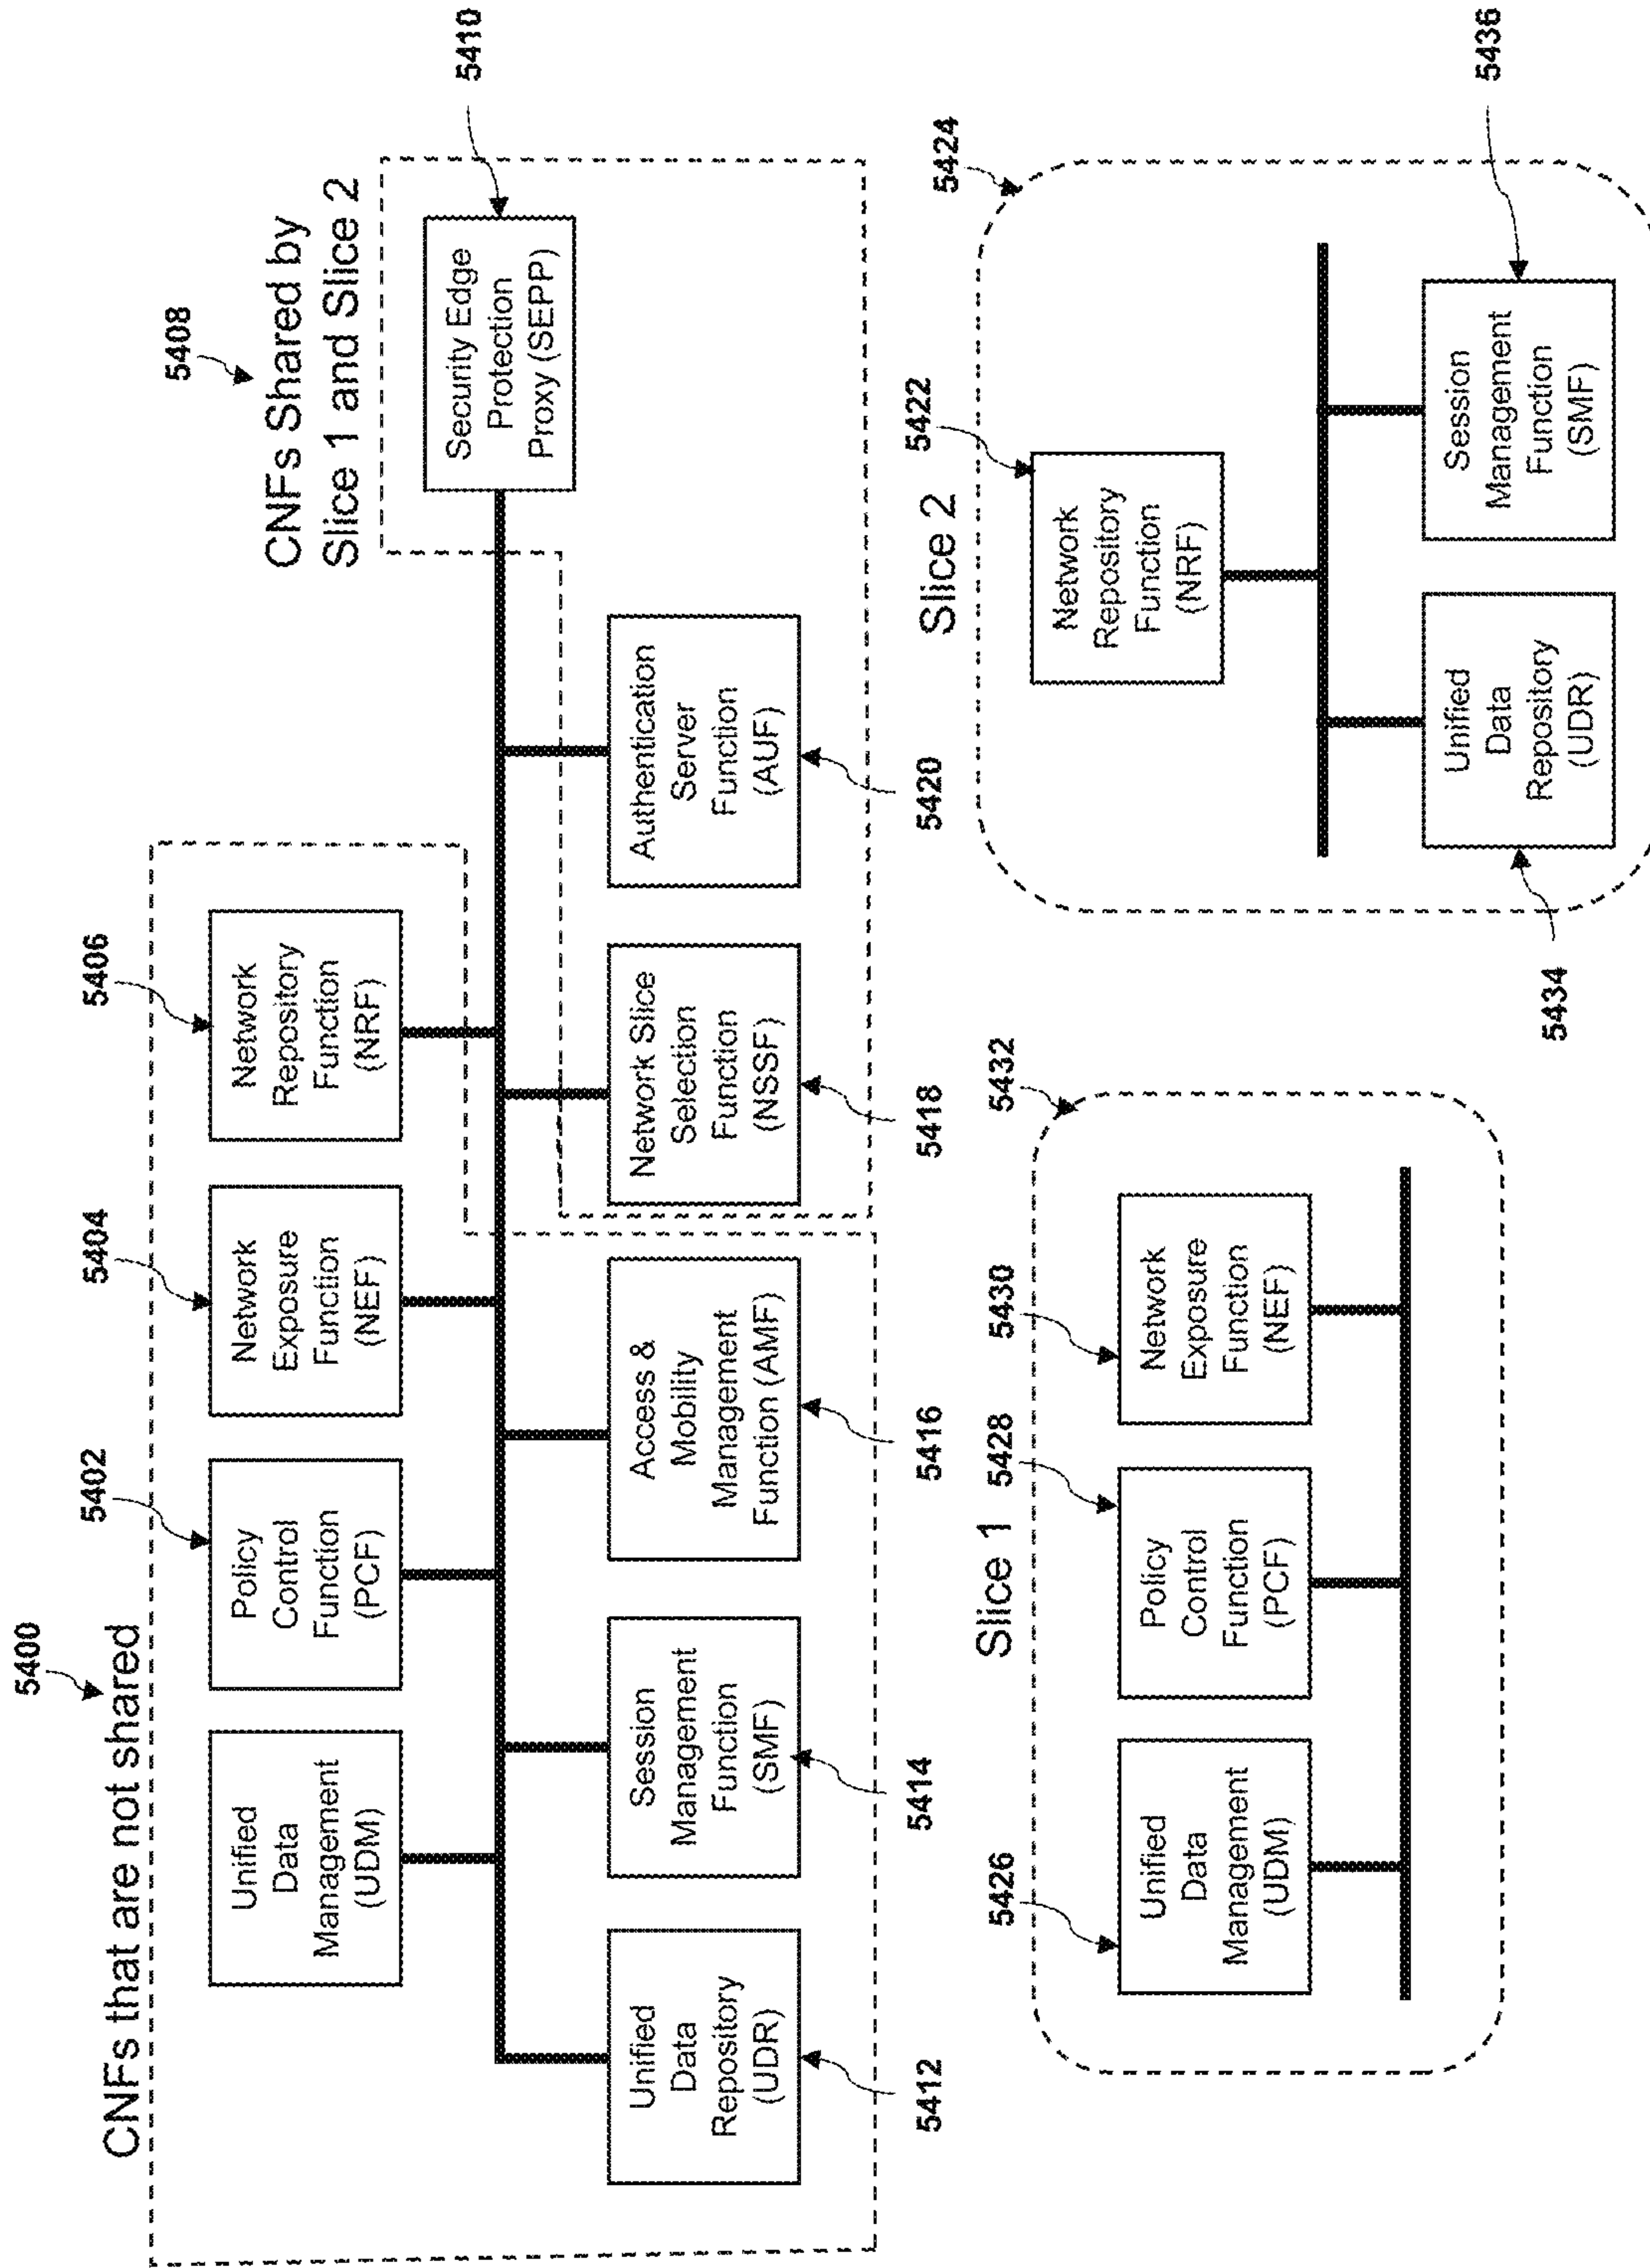 5400
CNFs that are not shared
5402
5404
5406
5408
CNFs Shared by
Slice 1 and Slice 2
5410
Unified
Data
Management
(UDM)
Policy
Control
Function
(PCF)
Network
Exposure
Function
(NEF)
Network
Repository
Function
(NRF)
Security Edge
Protection
Proxy (SEPP)
Unified
Data
Repository
(UDR)
Session
Management
Function
(SMF)
Access &
Mobility
Management
Function (AMF)
Network Slice
Selection
Function
(NSSF)
Authentication
Server
Function
(AUF)
5412
5414
5416
5418
5420
Slice 1
5426
5428
5430
5432
Unified
Data
Management
(UDM)
Policy
Control
Function
(PCF)
Network
Exposure
Function
(NEF)
Slice 2
5422
5424
Network
Repository
Function
(NRF)
Unified
Data
Repository
(UDR)
Session
Management
Function
(SMF)
5434
5436